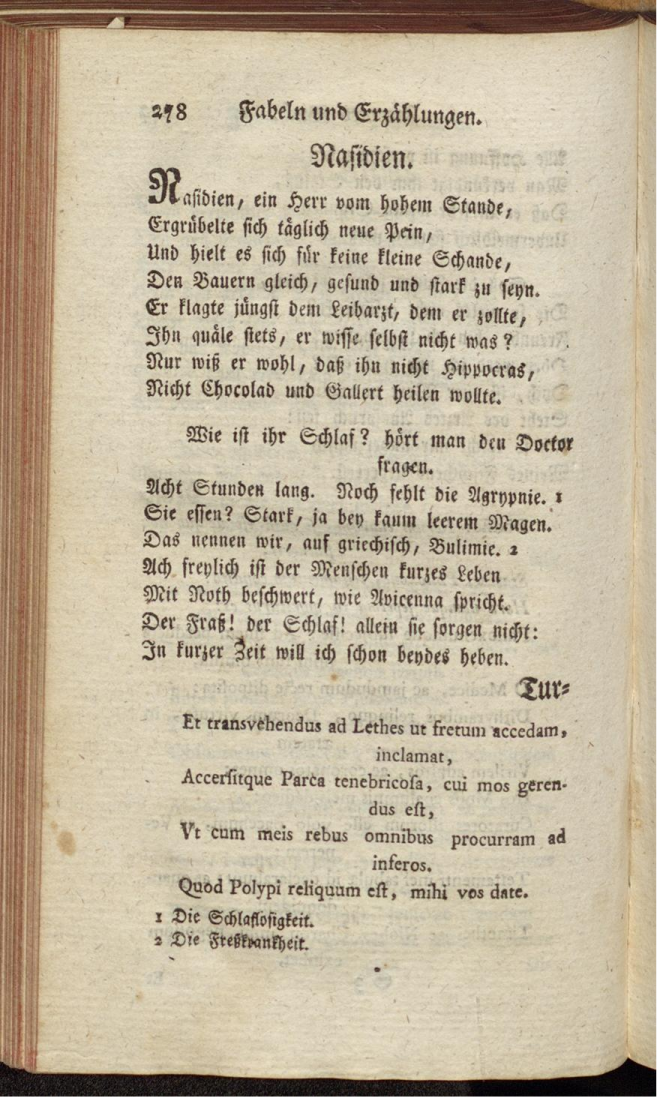 278 Fabeln und Erzählungen.
Nasidien.
Nasidien, ein Herr vom hohem Stande,
Ergrübelte sich täglich neue Pein,
Und hielt es sich für keine kleine Schande,
Den Bauern gleich, gesund und stark zu seyn.
Er klagte jüngst dem Leibarzt, dem er zollte,
Ihn quäle stets, er wisse selbst nicht was?
Nur wiß er wohl, daß ihn nicht Hippocras,
Nicht Chocolad und Gallert heilen wollte.
Wie ist ihr Schlaf? hört man den Doctor
fragen.
Acht Stunden lang. Noch fehlt die Agrypnie. 1
Sie essen? Stark, ja bey kaum leerem Magen.
Das nennen wir, auf griechisch, Bulimie. 2
Ach freylich ist der Menschen kurzes Leben
Mit Noth beschwert, wie Avicenna spricht.
Der Fraß! der Schlaf! allein sie sorgen nicht:
In kurzer Zeit will ich schon beydes heben.
Tur-
Et transvehendus ad Lethes ut fretum accedam,
inclamat,
Accersitque Parca tenebricosa, cui mos geren-
dus est,
Vt cum meis rebus omnibus procurram ad
inferos.
Quod Polypi reliquum est, mihi vos date.
1 Die Schlaflosigkeit.
2 Die Freßkrankheit.